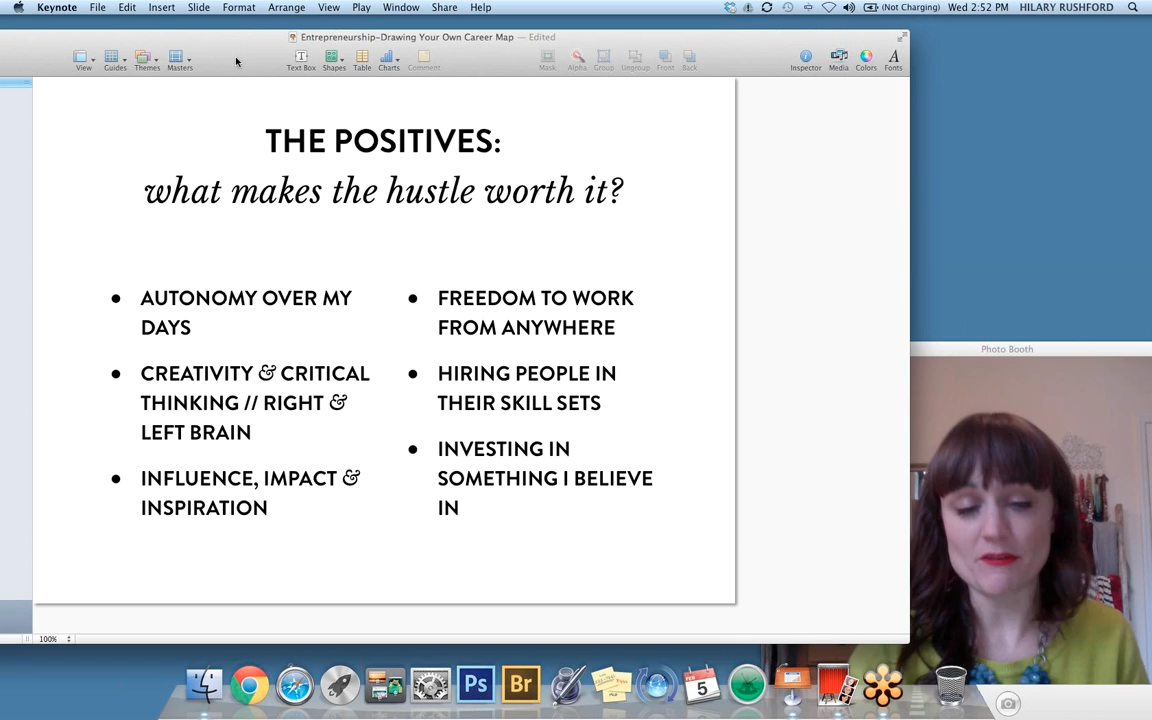 Keynote File Edit Insert Slide Format Arrange View Play Window Share Help (Not Charging) Wed 2:52 PM HILARY RUSHFORD
Entrepreneurship-Drawing Your Own Career Map — Edited
View Guides Themes Masters Text Box Shapes Table Charts Comment Mask Alpha Group Ungroup Front Back Inspector Media Colors Fonts
THE POSITIVES:
what makes the hustle worth it?
● AUTONOMY OVER MY
DAYS
● CREATIVITY & CRITICAL
THINKING // RIGHT &
LEFT BRAIN
● INFLUENCE, IMPACT &
INSPIRATION
● FREEDOM TO WORK
FROM ANYWHERE
● HIRING PEOPLE IN
THEIR SKILL SETS
● INVESTING IN
SOMETHING I BELIEVE
IN
Photo Booth
100%
Ps
Br
FEB
5